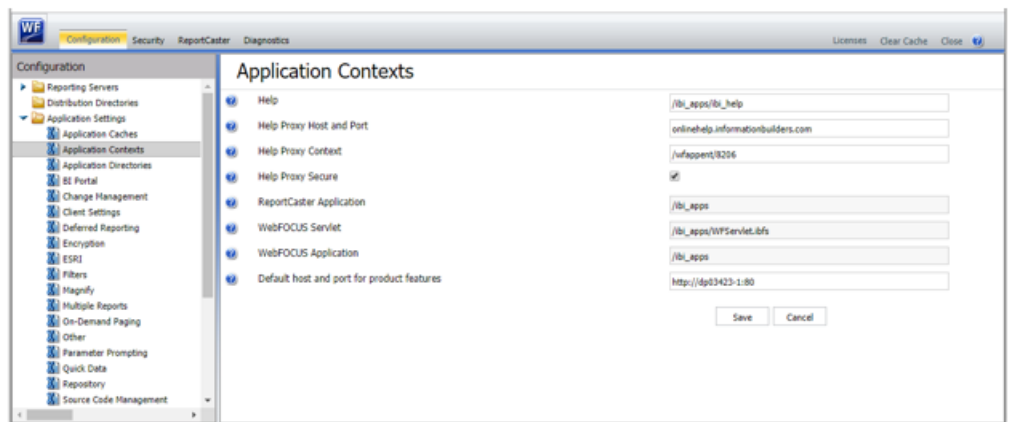 WF
Configuration Security ReportCaster Diagnostics Licenses Clear Cache Close ?
Configuration
Reporting Servers
Distribution Directories
Application Settings
Application Caches
Application Contexts
Application Directories
BI Portal
Change Management
Client Settings
Deferred Reporting
Encryption
ESRI
Filters
Magnify
Multiple Reports
On-Demand Paging
Other
Parameter Prompting
Quick Data
Repository
Source Code Management
Application Contexts
? Help /ibi_apps/ibi_help
? Help Proxy Host and Port onlinehelp.informationbuilders.com
? Help Proxy Context /wfappent/8206
? Help Proxy Secure
? ReportCaster Application /ibi_apps
? WebFOCUS Servlet /ibi_apps/WFServlet.ibfs
? WebFOCUS Application /ibi_apps
? Default host and port for product features http://dp03423-1:80
Save Cancel